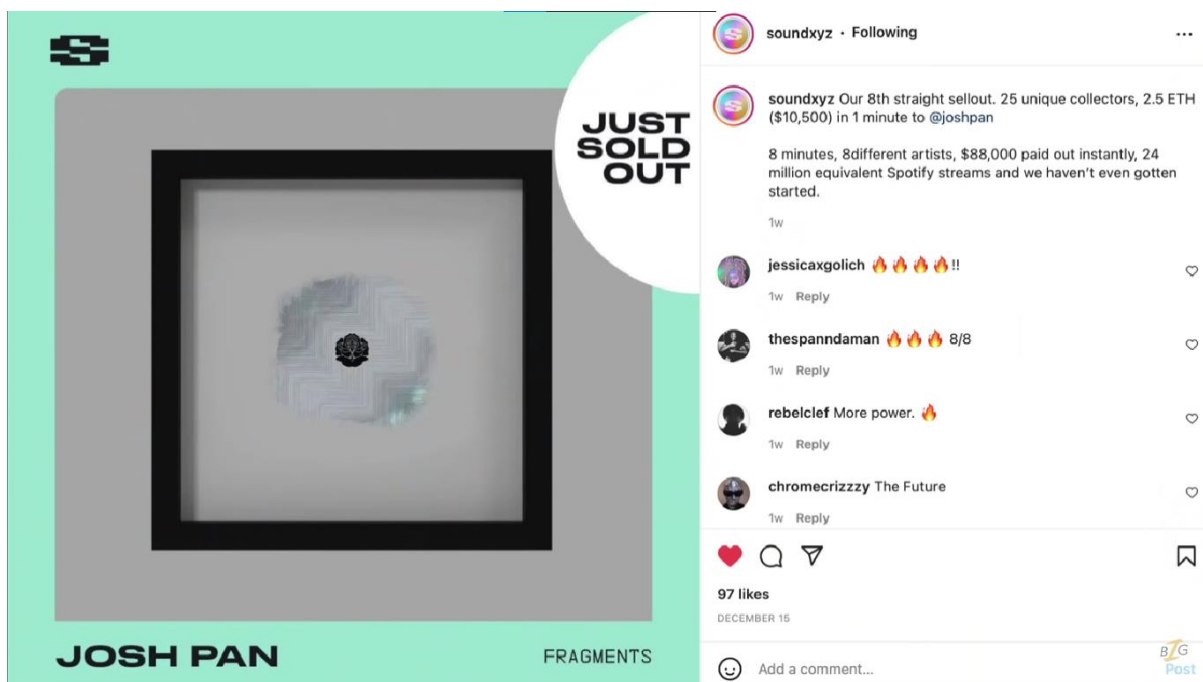 JUST
SOLD
OUT
JOSH PAN
FRAGMENTS
soundxyz · Following
soundxyz Our 8th straight sellout. 25 unique collectors, 2.5 ETH
($10,500) in 1 minute to @joshpan
8 minutes, 8different artists, $88,000 paid out instantly, 24
million equivalent Spotify streams and we haven't even gotten
started.
1w
jessicaxgolich 🔥🔥🔥🔥!!
1w Reply
thespanndaman 🔥🔥🔥 8/8
1w Reply
rebelclef More power. 🔥
1w Reply
chromecrizzzy The Future
1w Reply
97 likes
DECEMBER 15
Add a comment...
BIG
Post